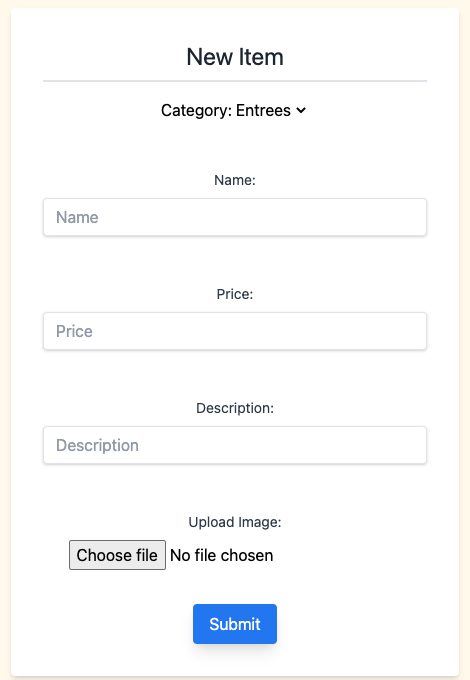 New Item
Category: Entrees
Name:
Name
Price:
Price
Description:
Description
Upload Image:
Choose file No file chosen
Submit